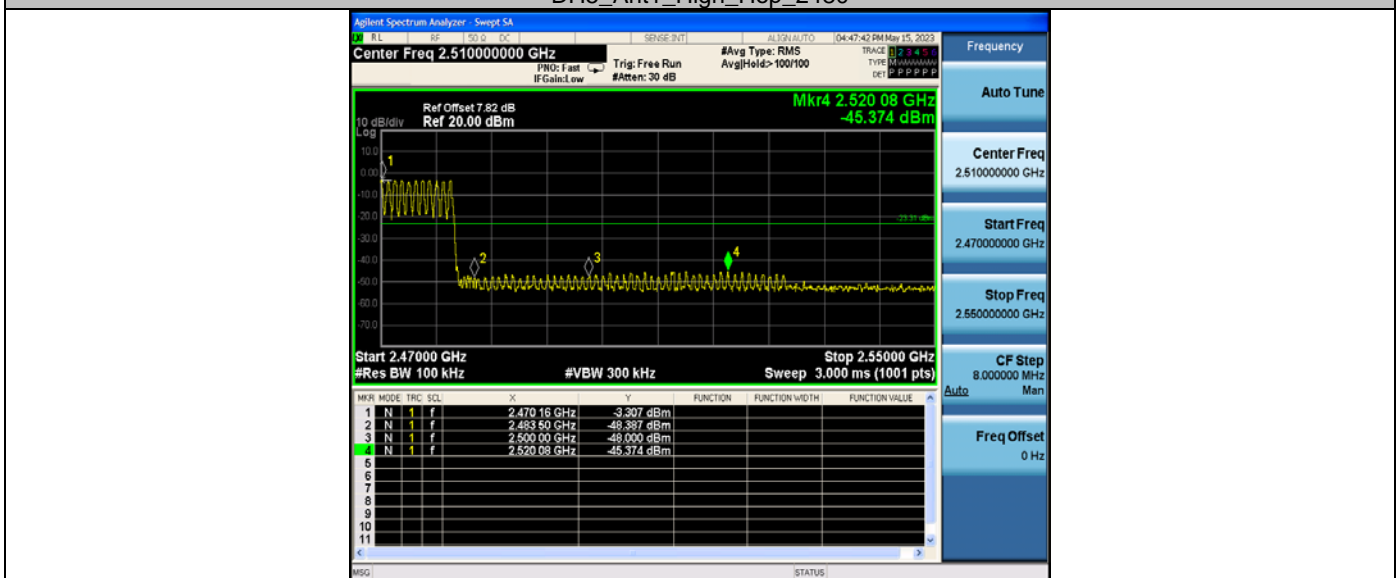 DH5_Ant1_High_Hop_2480
Agilent Spectrum Analyzer - Swept SA
RL RF 50 Ω DC SENSE:INT ALIGN AUTO 04:47:42 PM May 15, 2023
Center Freq 2.510000000 GHz
PNO: Fast
IFGain:Low
Trig: Free Run
#Atten: 30 dB
#Avg Type: RMS
Avg|Hold:> 100/100
TRACE 1 2 3 4 5 6
TYPE M
DET P P P P P P
Ref Offset 7.82 dB
10 dB/div Ref 20.00 dBm
Log
Mkr4 2.520 08 GHz
-45.374 dBm
10.0
0.00
-10.0
-20.0
-30.0
-40.0
-50.0
-60.0
-70.0
1
2
3
4
-23.31 dBm
Start 2.47000 GHz Stop 2.55000 GHz
#Res BW 100 kHz #VBW 300 kHz Sweep 3.000 ms (1001 pts)
MKR MODE TRC SCL X Y FUNCTION FUNCTION WIDTH FUNCTION VALUE
1 N 1 f 2.470 16 GHz -3.307 dBm
2 N 1 f 2.483 50 GHz -48.387 dBm
3 N 1 f 2.500 00 GHz -48.000 dBm
4 N 1 f 2.520 08 GHz -45.374 dBm
5
6
7
8
9
10
11
MSG STATUS
Frequency
Auto Tune
Center Freq
2.510000000 GHz
Start Freq
2.470000000 GHz
Stop Freq
2.550000000 GHz
CF Step
8.000000 MHz
Auto Man
Freq Offset
0 Hz